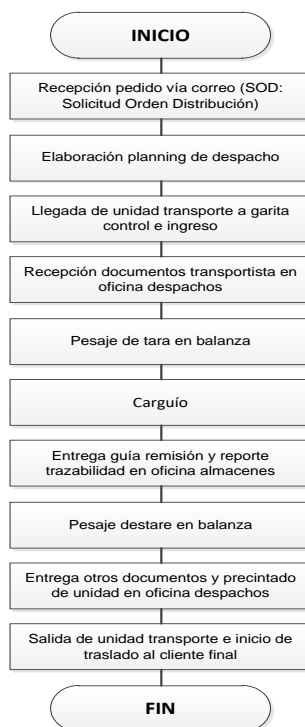 INICIO
Recepción pedido vía correo (SOD:
Solicitud Orden Distribución)
Elaboración planning de despacho
Llegada de unidad transporte a garita
control e ingreso
Recepción documentos transportista en
oficina despachos
Pesaje de tara en balanza
Carguío
Entrega guía remisión y reporte
trazabilidad en oficina almacenes
Pesaje destare en balanza
Entrega otros documentos y precintado
de unidad en oficina despachos
Salida de unidad transporte e inicio de
traslado al cliente final
FIN